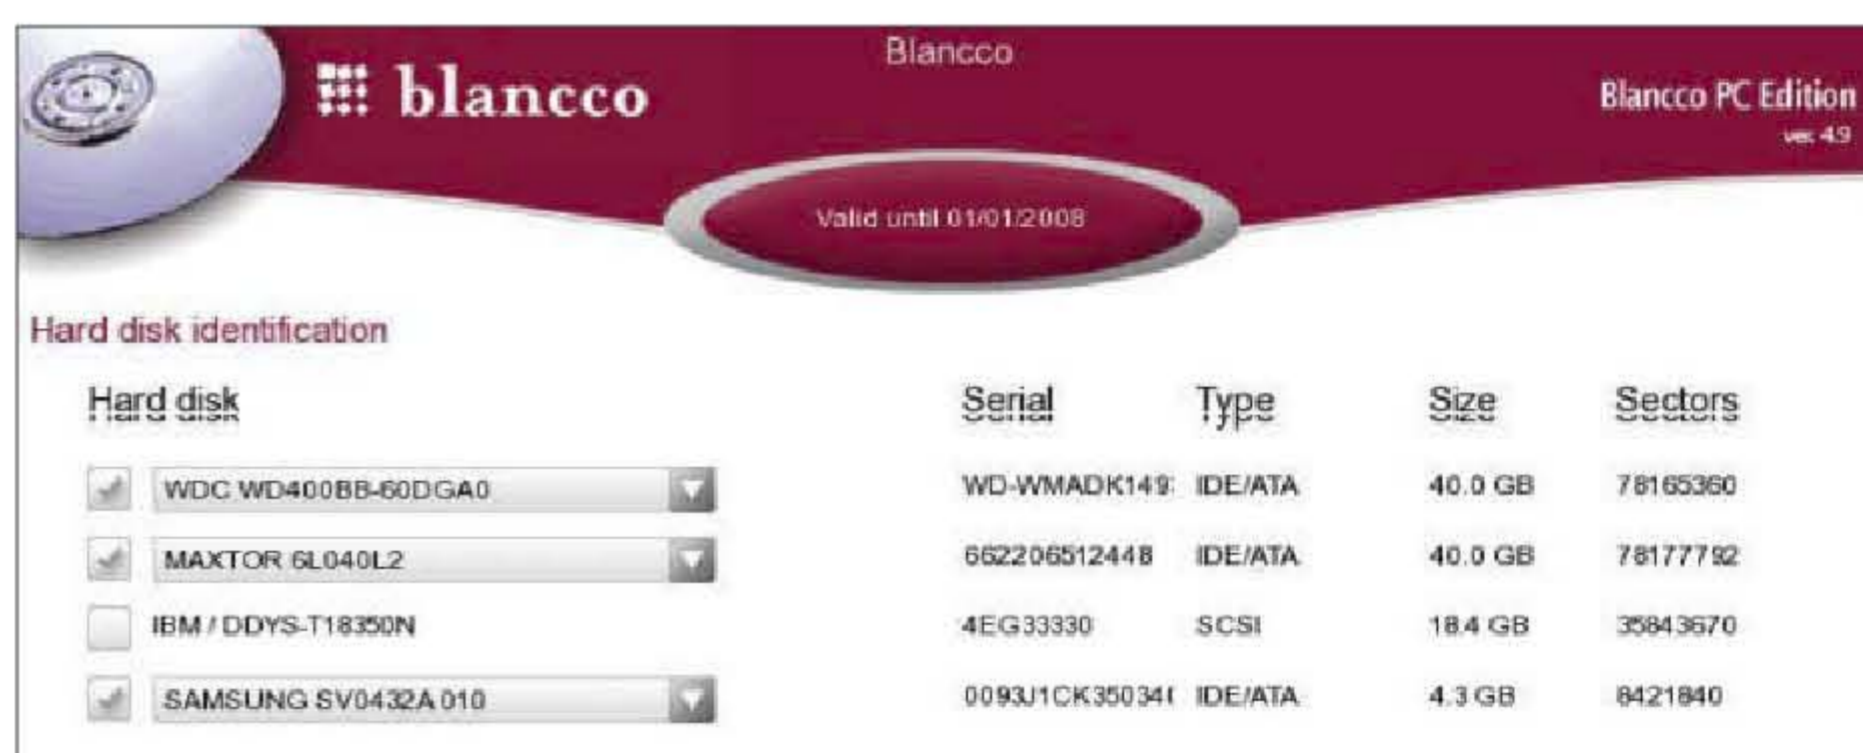 Blancco
blancco
Blancco PC Edition
ver. 4.9
Valid until 01/01/2008
Hard disk identification
Hard disk Serial Type Size Sectors
WDC WD400BB-60DGA0 WD-WMADK149 IDE/ATA 40.0 GB 78165360
MAXTOR 6L040L2 662206512448 IDE/ATA 40.0 GB 78177792
IBM / DDYS-T18350N 4EG33330 SCSI 18.4 GB 35843670
SAMSUNG SV0432A 010 0093J1CK35034 IDE/ATA 4.3 GB 8421840